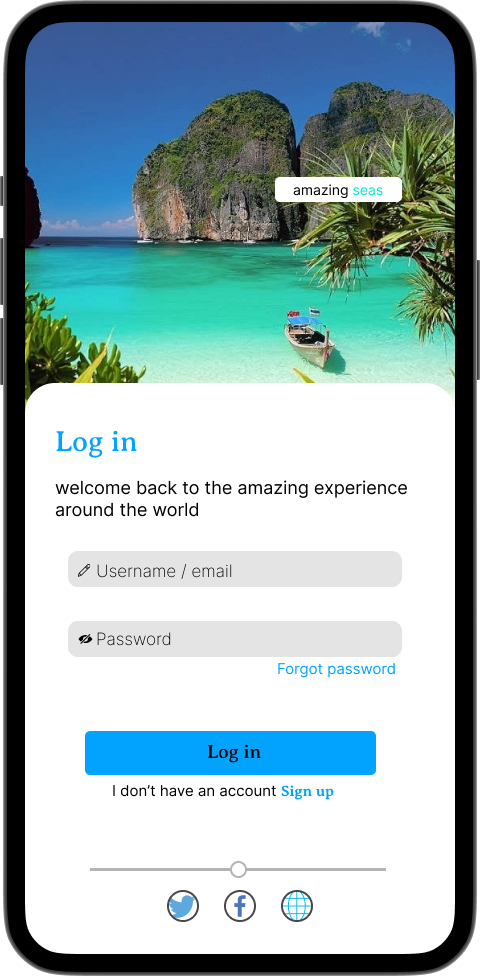 amazing seas
Log in
welcome back to the amazing experience
around the world
Username / email
Password
Forgot password
Log in
I don't have an account Sign up